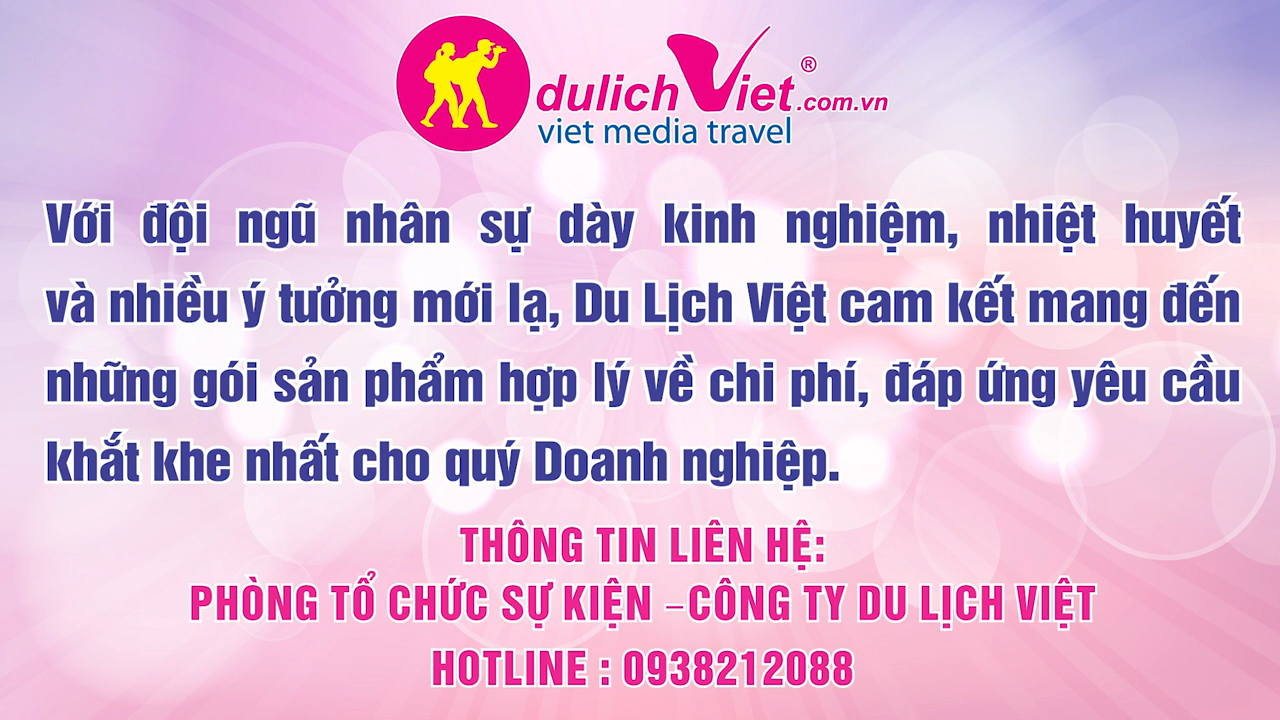 dulichViet®.com.vn
viet media travel
Với đội ngũ nhân sự dày kinh nghiệm, nhiệt huyết
và nhiều ý tưởng mới lạ, Du Lịch Việt cam kết mang đến
những gói sản phẩm hợp lý về chi phí, đáp ứng yêu cầu
khắt khe nhất cho quý Doanh nghiệp.
THÔNG TIN LIÊN HỆ:
PHÒNG TỔ CHỨC SỰ KIỆN –CÔNG TY DU LỊCH VIỆT
HOTLINE : 0938212088